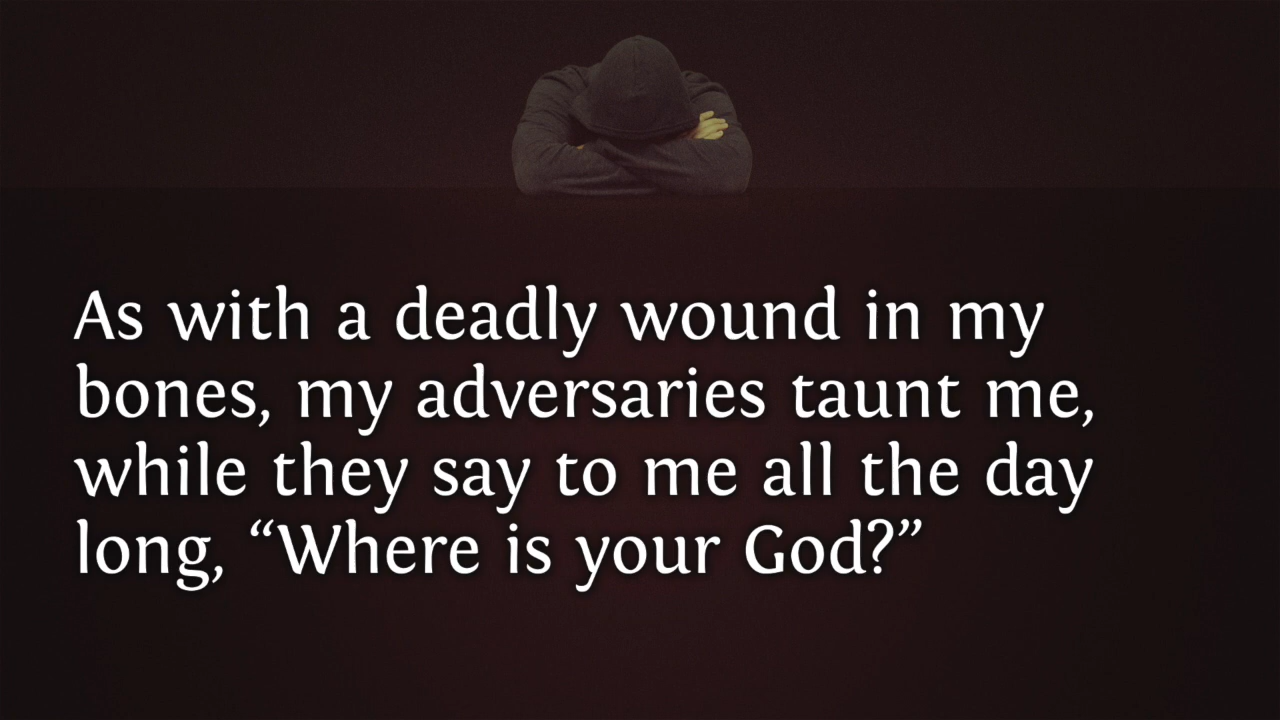 As with a deadly wound in my
bones, my adversaries taunt me,
while they say to me all the day
long, “Where is your God?”